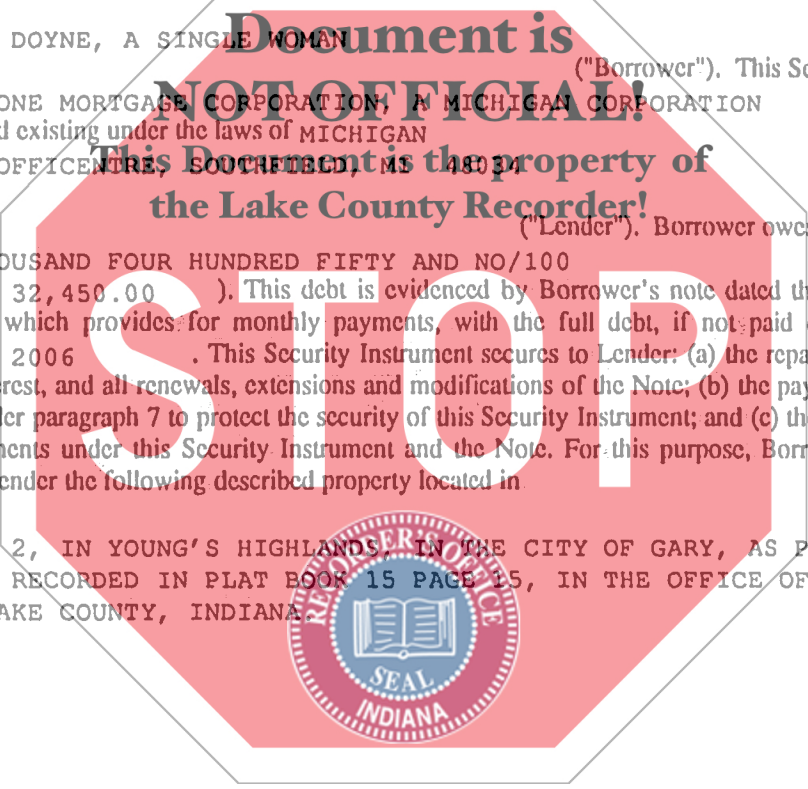 Document is
DOYNE, A SINGLE WOMAN
("Borrower"). This
NOT OFFICIAL!
ONE MORTGAGE CORPORATION, A MICHIGAN CORPORATION
existing under the laws of MICHIGAN
This Document is the property of
OFFICENTRE, SOUTHFIELD, MI 48034
the Lake County Recorder!
("Lender"). Borrower owe
OUSAND FOUR HUNDRED FIFTY AND NO/100
32,450.00 ). This debt is evidenced by Borrower's note dated th
which provides for monthly payments, with the full debt, if not paid
2006 . This Security Instrument secures to Lender: (a) the repa
erest, and all renewals, extensions and modifications of the Note; (b) the pay
der paragraph 7 to protect the security of this Security Instrument; and (c) th
ments under this Security Instrument and the Note. For this purpose, Borr
ender the following described property located in
STOP
2, IN YOUNG'S HIGHLANDS, IN THE CITY OF GARY, AS P
RECORDED IN PLAT BOOK 15 PAGE 15, IN THE OFFICE OF
AKE COUNTY, INDIANA.
RECORDER'S OFFICE
SEAL
INDIANA